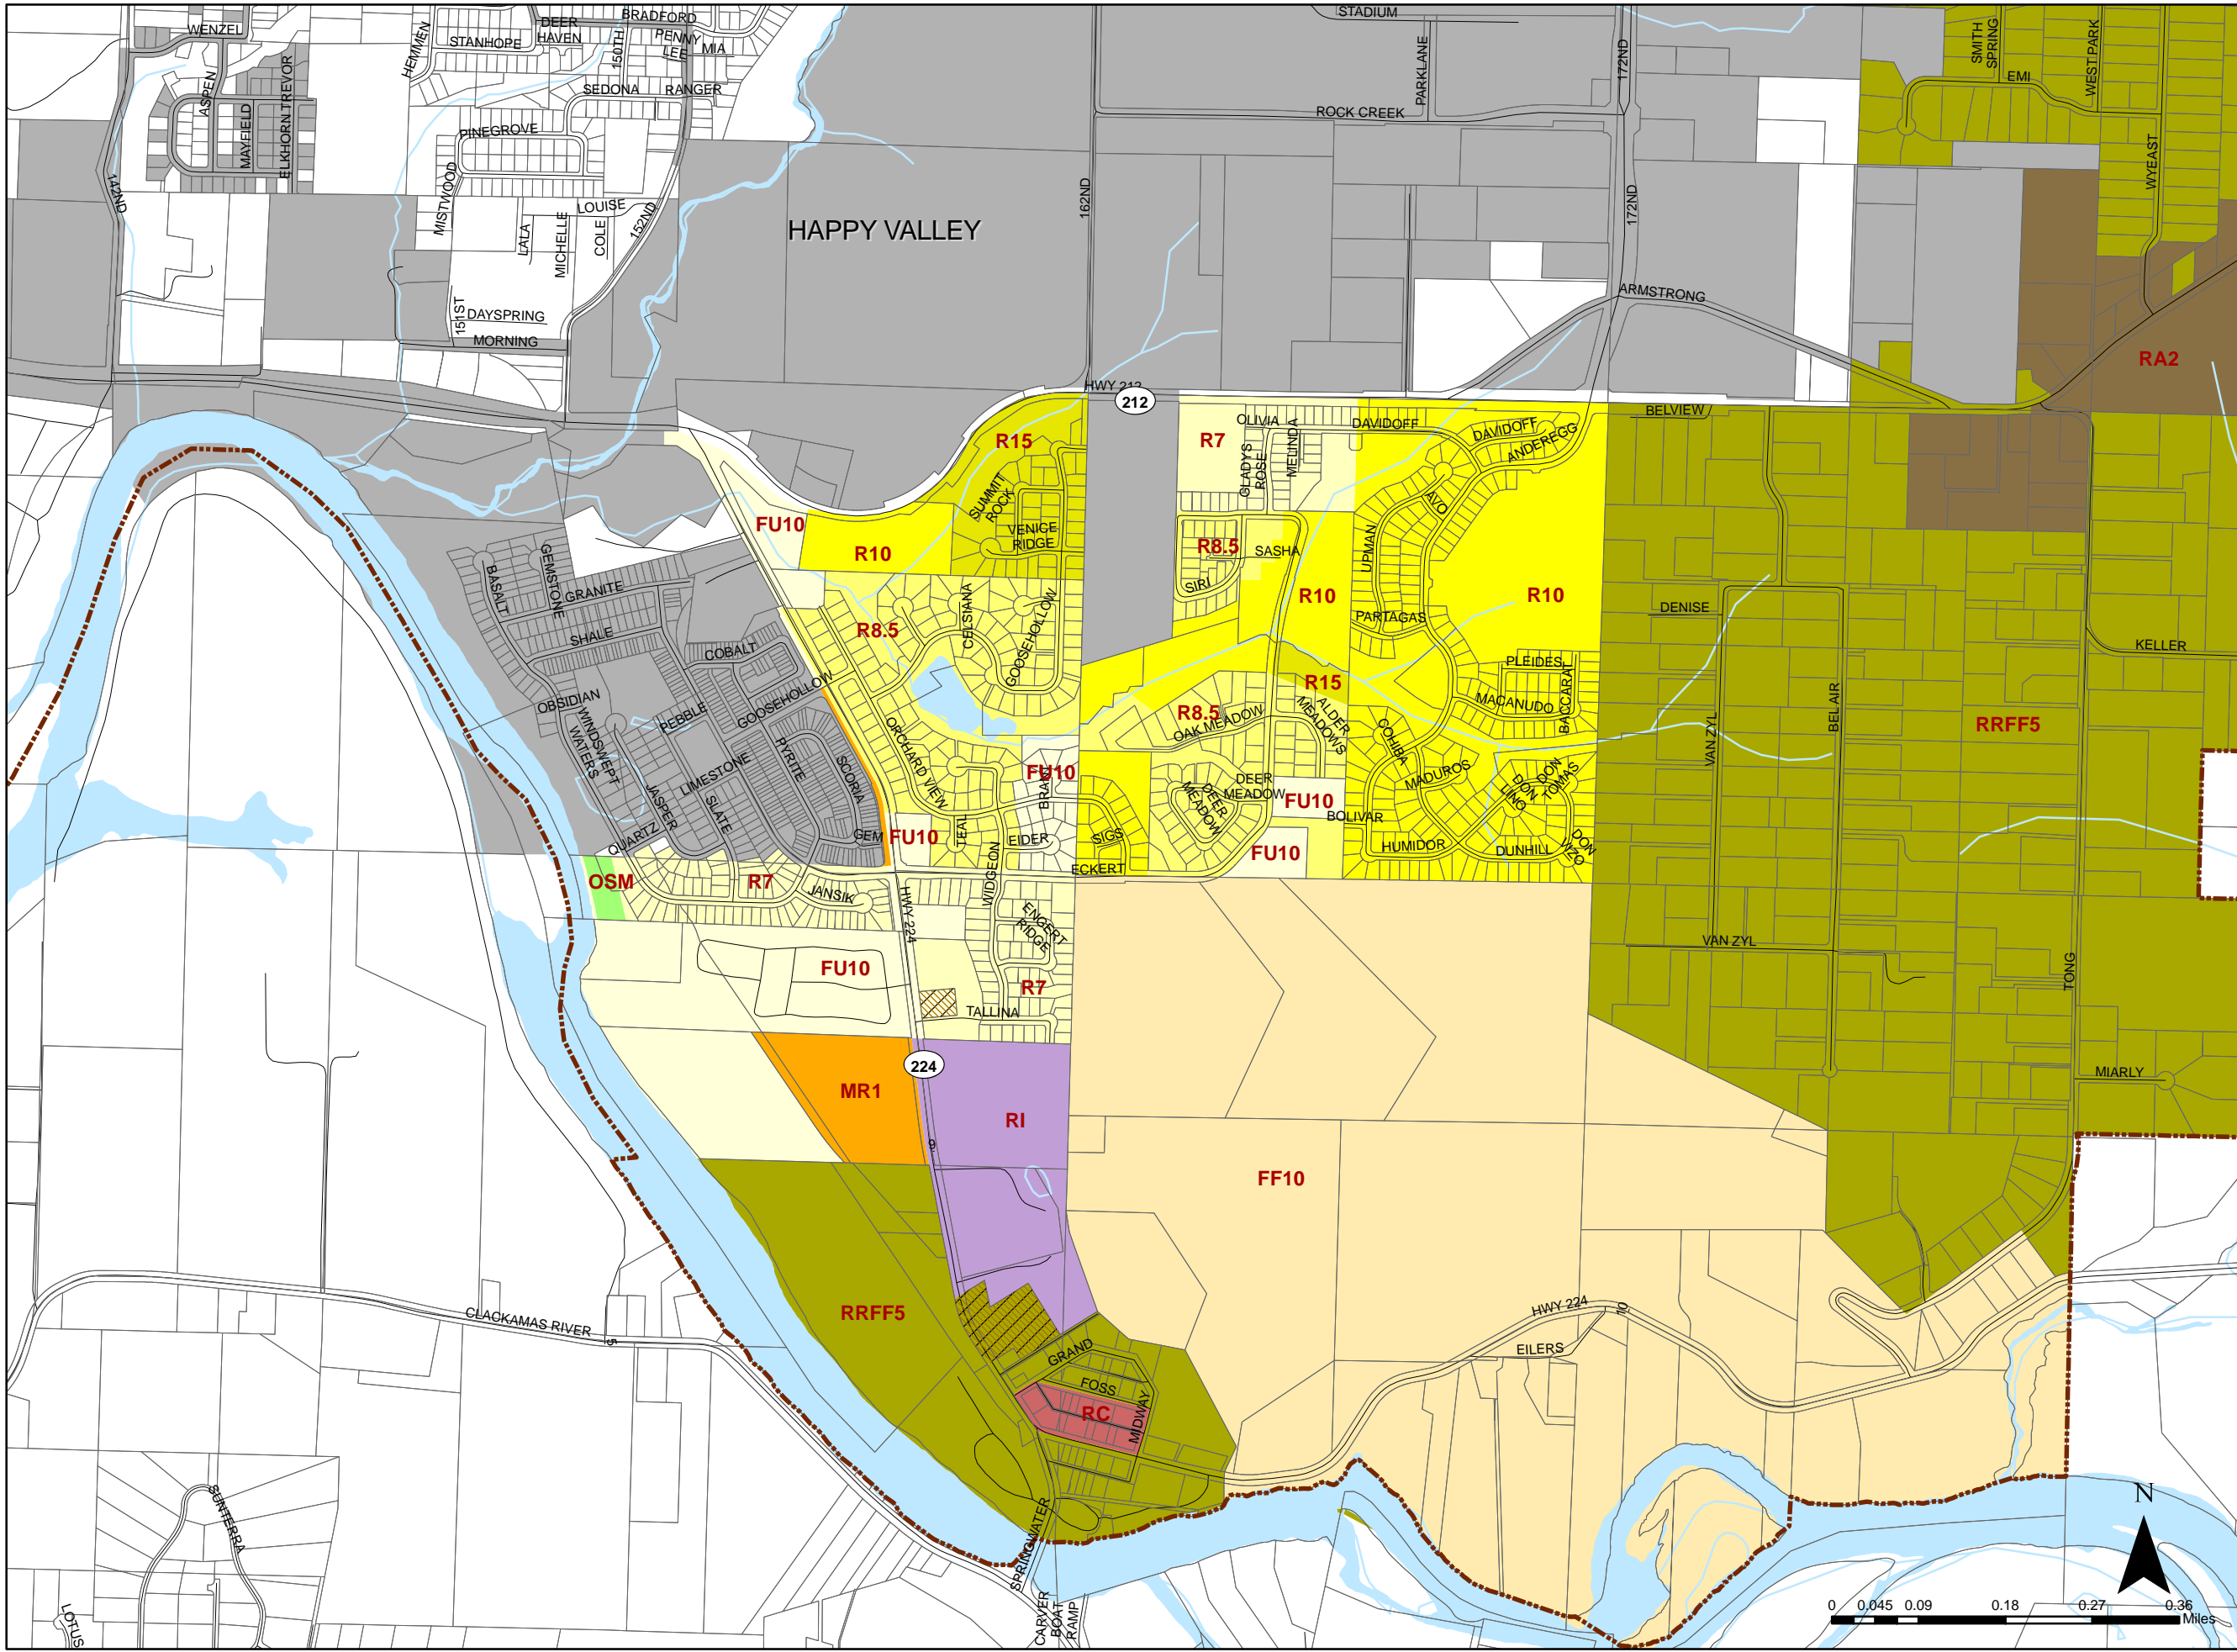 WENZEL
ASPEN
MAYFIELD
ELKHORN
TREVOR
HEMMEN
STANHOPE
DEER
HAVEN
BRADFORD
150TH
PENNY
LEE
MIA
SEDONA
RANGER
PINEGROVE
MISTWOOD
142ND
LOUISE
LALA
MICHELLE
COLE
152ND
151ST
DAYSPRING
MORNING
HAPPY VALLEY
STADIUM
PARKLANE
172ND
ROCK CREEK
162ND
172ND
ARMSTRONG
SMITH
SPRING
WEST PARK
EMI
WYEAST
RA2
HWY 212
212
BELVIEW
R15
SUMMIT
ROCK
VENICE
RIDGE
FU10
R10
R7
OLIVIA
GLADYS
ROSE
MELINDA
DAVIDOFF
DAVIDOFF
ANDEREGG
AVO
UPMAN
R8.5
SASHA
SIRI
R10
R10
PARTAGAS
DENISE
KELLER
BASALT
GEMSTONE
GRANITE
SHALE
COBALT
OBSIDIAN
WINDSWEPT
WATERS
PEBBLE
GOOSEHOLLOW
LIMESTONE
PYRITE
SCORIA
JASPER
SLATE
QUARTZ
GEM
R8.5
CELSIANA
GOOSEHOLLOW
ORCHARD VIEW
R15
R8.5
OAK MEADOW
ALDER
MEADOWS
PLEIDES
MACANUDO
BACCARAT
COHIBA
MADUROS
DON
LINO
DON
TOMAS
VAN ZYL
BEL AIR
RRFF5
FU10
BRAIN
DEER
MEADOW
DEER
MEADOW
FU10
BOLIVAR
FU10
TEAL
EIDER
SIGS
FU10
HUMIDOR
DUNHILL
DON
WZO
ECKERT
OSM
R7
JANSIK
HWY 224
WIDGEON
ENGERT
RIDGE
FU10
R7
TALLINA
VAN ZYL
TONG
MR1
224
RI
9
MIARLY
FF10
CLACKAMAS RIVER
5
RRFF5
GRAND
FOSS
RC
MIDWAY
HWY 224
10
EILERS
SUNTERRA
LOTUS
SPRINGWATER
CARVER
BOAT
RAMP
N
0 0.045 0.09 0.18 0.27 0.36
Miles